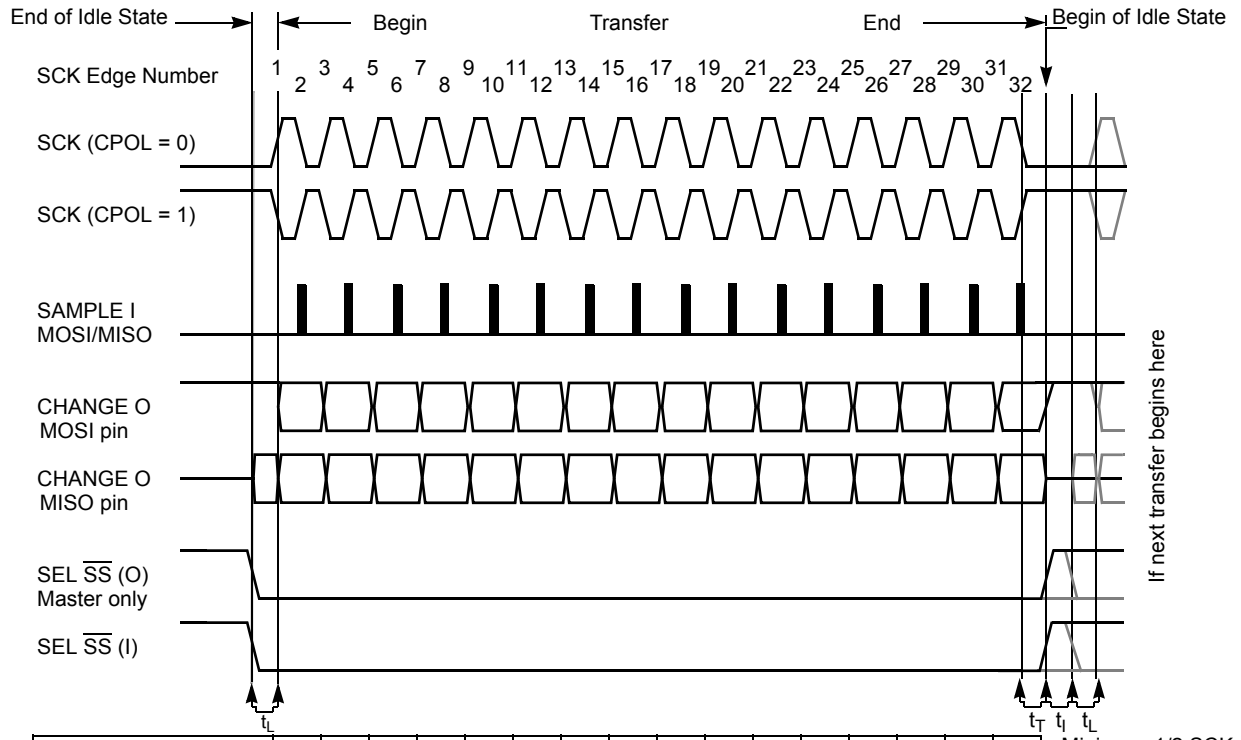 End of Idle State
Begin
Transfer
End
Begin of Idle State
SCK Edge Number
1 2 3 4 5 6 7 8 9 10 11 12 13 14 15 16 17 18 19 20 21 22 23 24 25 26 27 28 29 30 31 32
SCK (CPOL = 0)
SCK (CPOL = 1)
SAMPLE I
MOSI/MISO
CHANGE O
MOSI pin
CHANGE O
MISO pin
SEL S̅S̅ (O)
Master only
SEL S̅S̅ (I)
If next transfer begins here
tL
tT tI tL